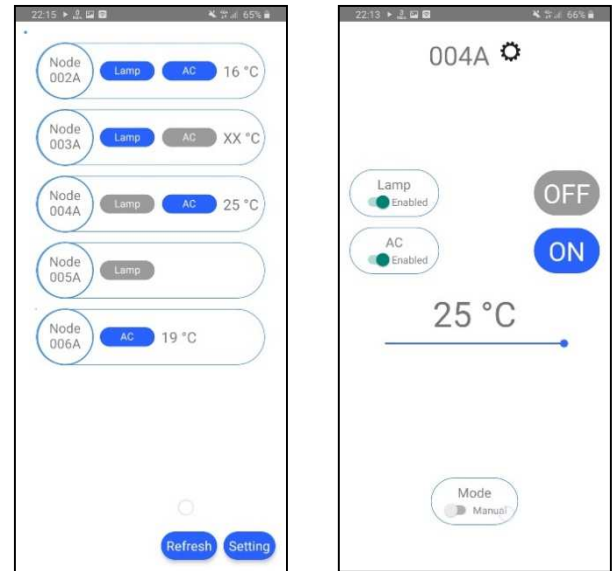 22:15 65%
Node
002A Lamp AC 16 °C
Node
003A Lamp AC XX °C
Node
004A Lamp AC 25 °C
Node
005A Lamp
Node
006A AC 19 °C
Refresh Setting
22:13 66%
004A
Lamp
Enabled
OFF
AC
Enabled
ON
25 °C
Mode
Manual